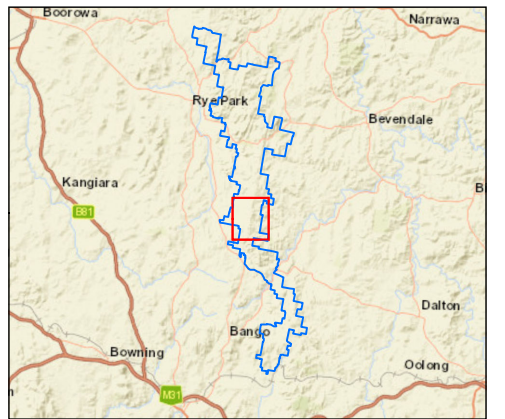 Boorowa
Narrawa
Rye Park
Bevendale
Kangiara
B81
B
Dalton
Bango
Bowning
Oolong
M31
n